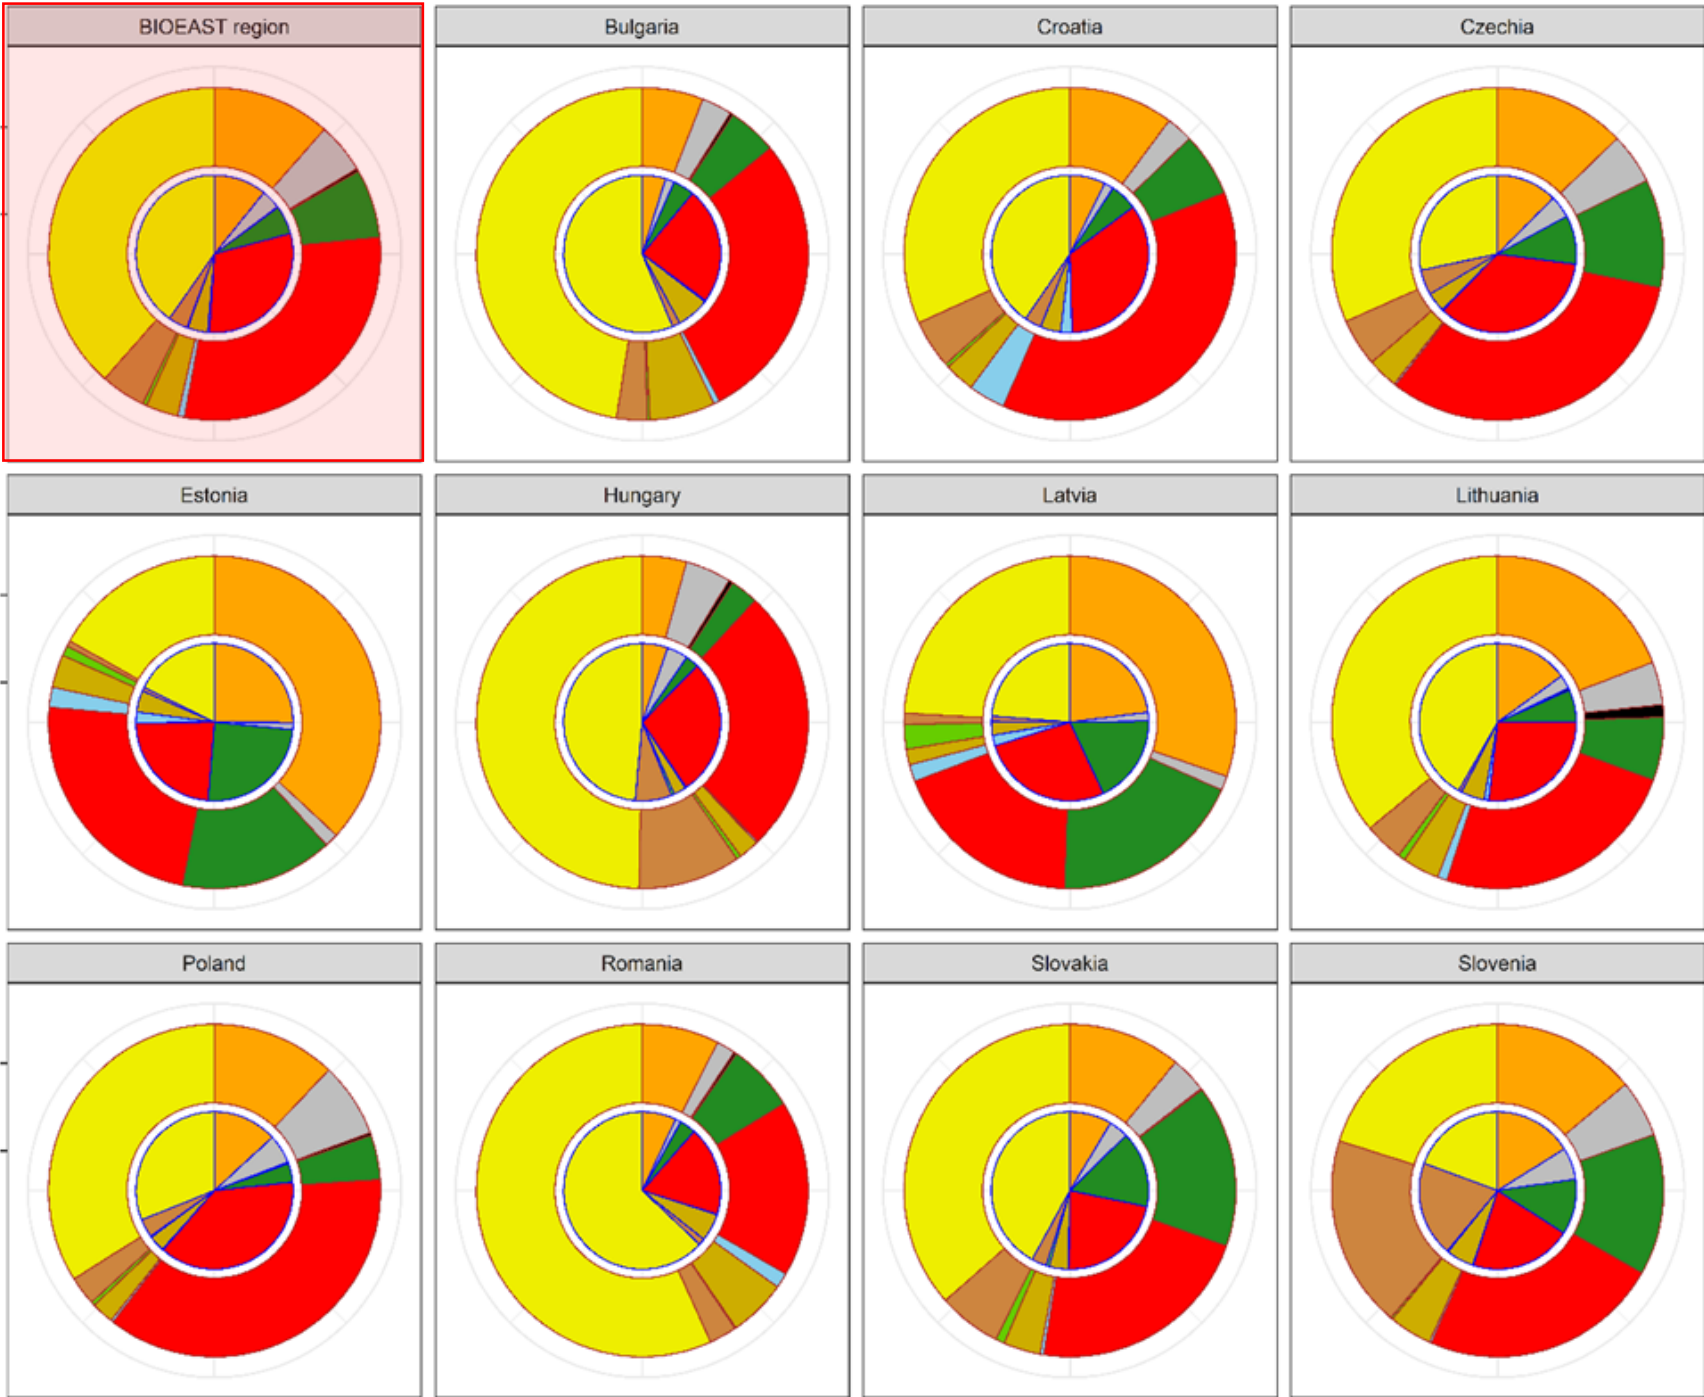 BIOEAST region
Bulgaria
Croatia
Czechia
Estonia
Hungary
Latvia
Lithuania
Poland
Romania
Slovakia
Slovenia